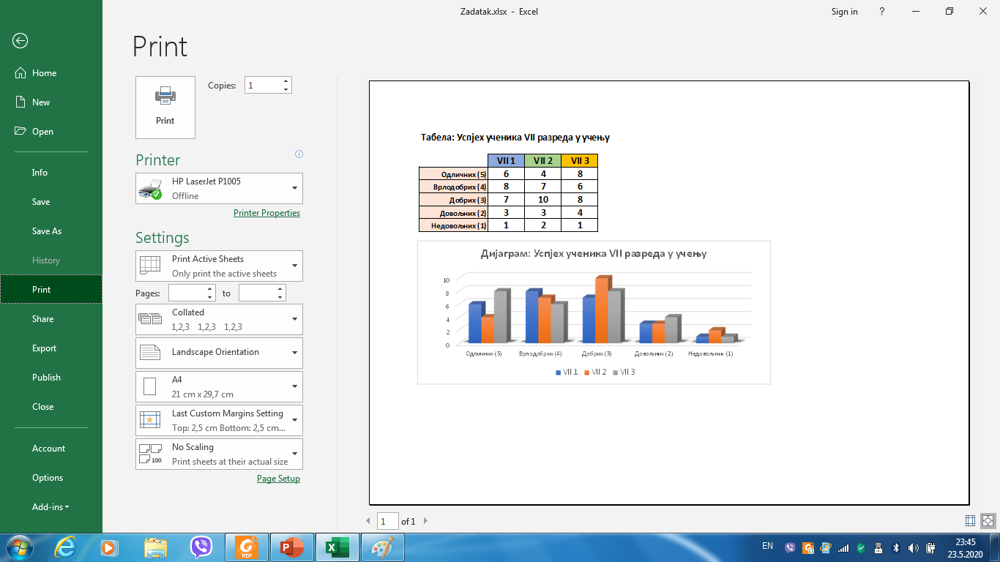 Zadatak.xlsx - Excel
Sign in
?
Print
Home
New
Open
Info
Save
Save As
History
Print
Share
Export
Publish
Close
Account
Options
Add-ins
Print
Copies: 1
Printer
HP LaserJet P1005
Offline
Printer Properties
Settings
Print Active Sheets
Only print the active sheets
Pages: to
Collated
1,2,3 1,2,3 1,2,3
Landscape Orientation
A4
21 cm x 29,7 cm
Last Custom Margins Setting
Top: 2,5 cm Bottom: 2,5 cm...
No Scaling
100
Print sheets at their actual size
Page Setup
Табела: Успјех ученика VII разреда у учењу
VII 1 VII 2 VII 3
Одличних (5) 6 4 8
Врлодобрих (4) 8 7 6
Добрих (3) 7 10 8
Довољних (2) 3 3 4
Недовољних (1) 1 2 1
Дијаграм: Успјех ученика VII разреда у учењу
10
8
6
4
2
0
Одличних (5) Врлодобрих (4) Добрих (3) Довољних (2) Недовољних (1)
VII 1 VII 2 VII 3
1 of 1
PDF
EN
23:45
23.5.2020